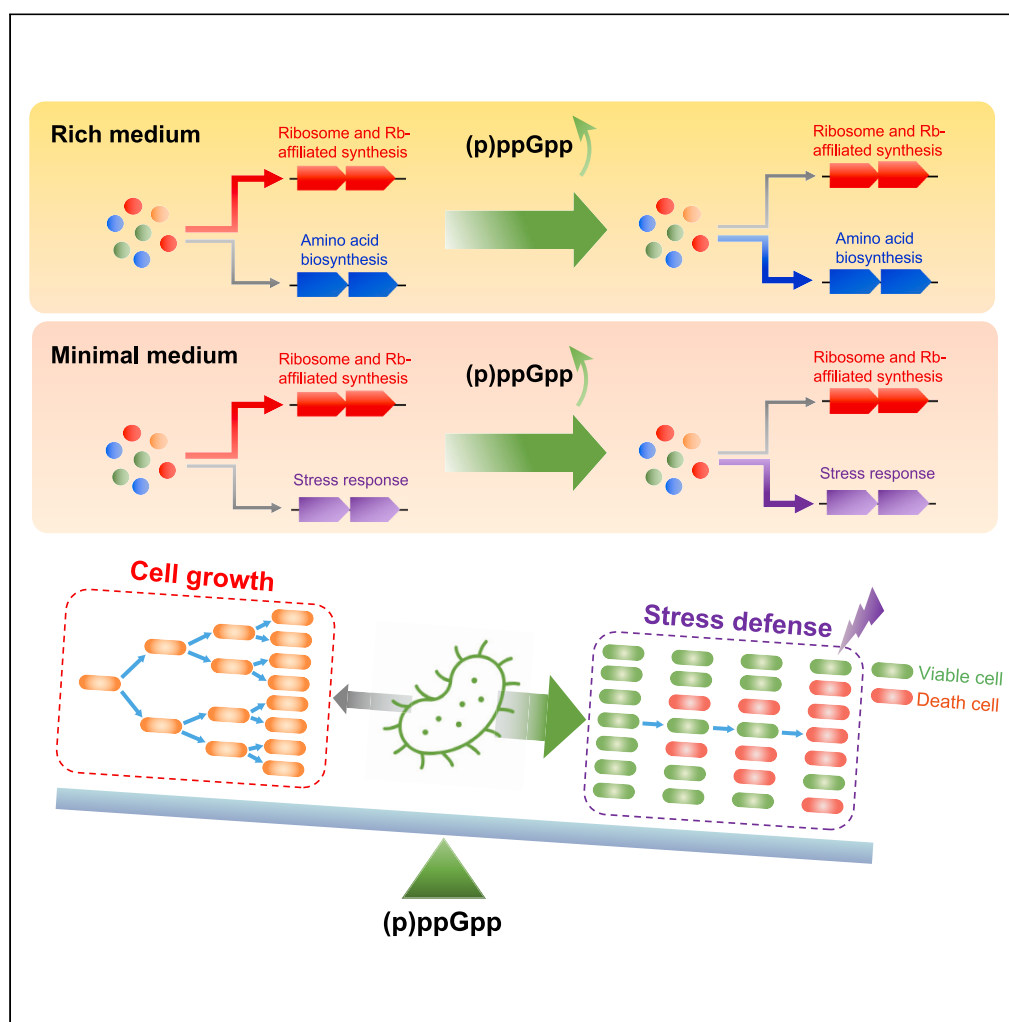 Rich medium
Ribosome and Rb-
affiliated synthesis
(p)ppGpp
Ribosome and Rb-
affiliated synthesis
Amino acid
biosynthesis
Amino acid
biosynthesis
Minimal medium
Ribosome and Rb-
affiliated synthesis
(p)ppGpp
Ribosome and Rb-
affiliated synthesis
Stress response
Stress response
Cell growth
Stress defense
Viable cell
Death cell
(p)ppGpp